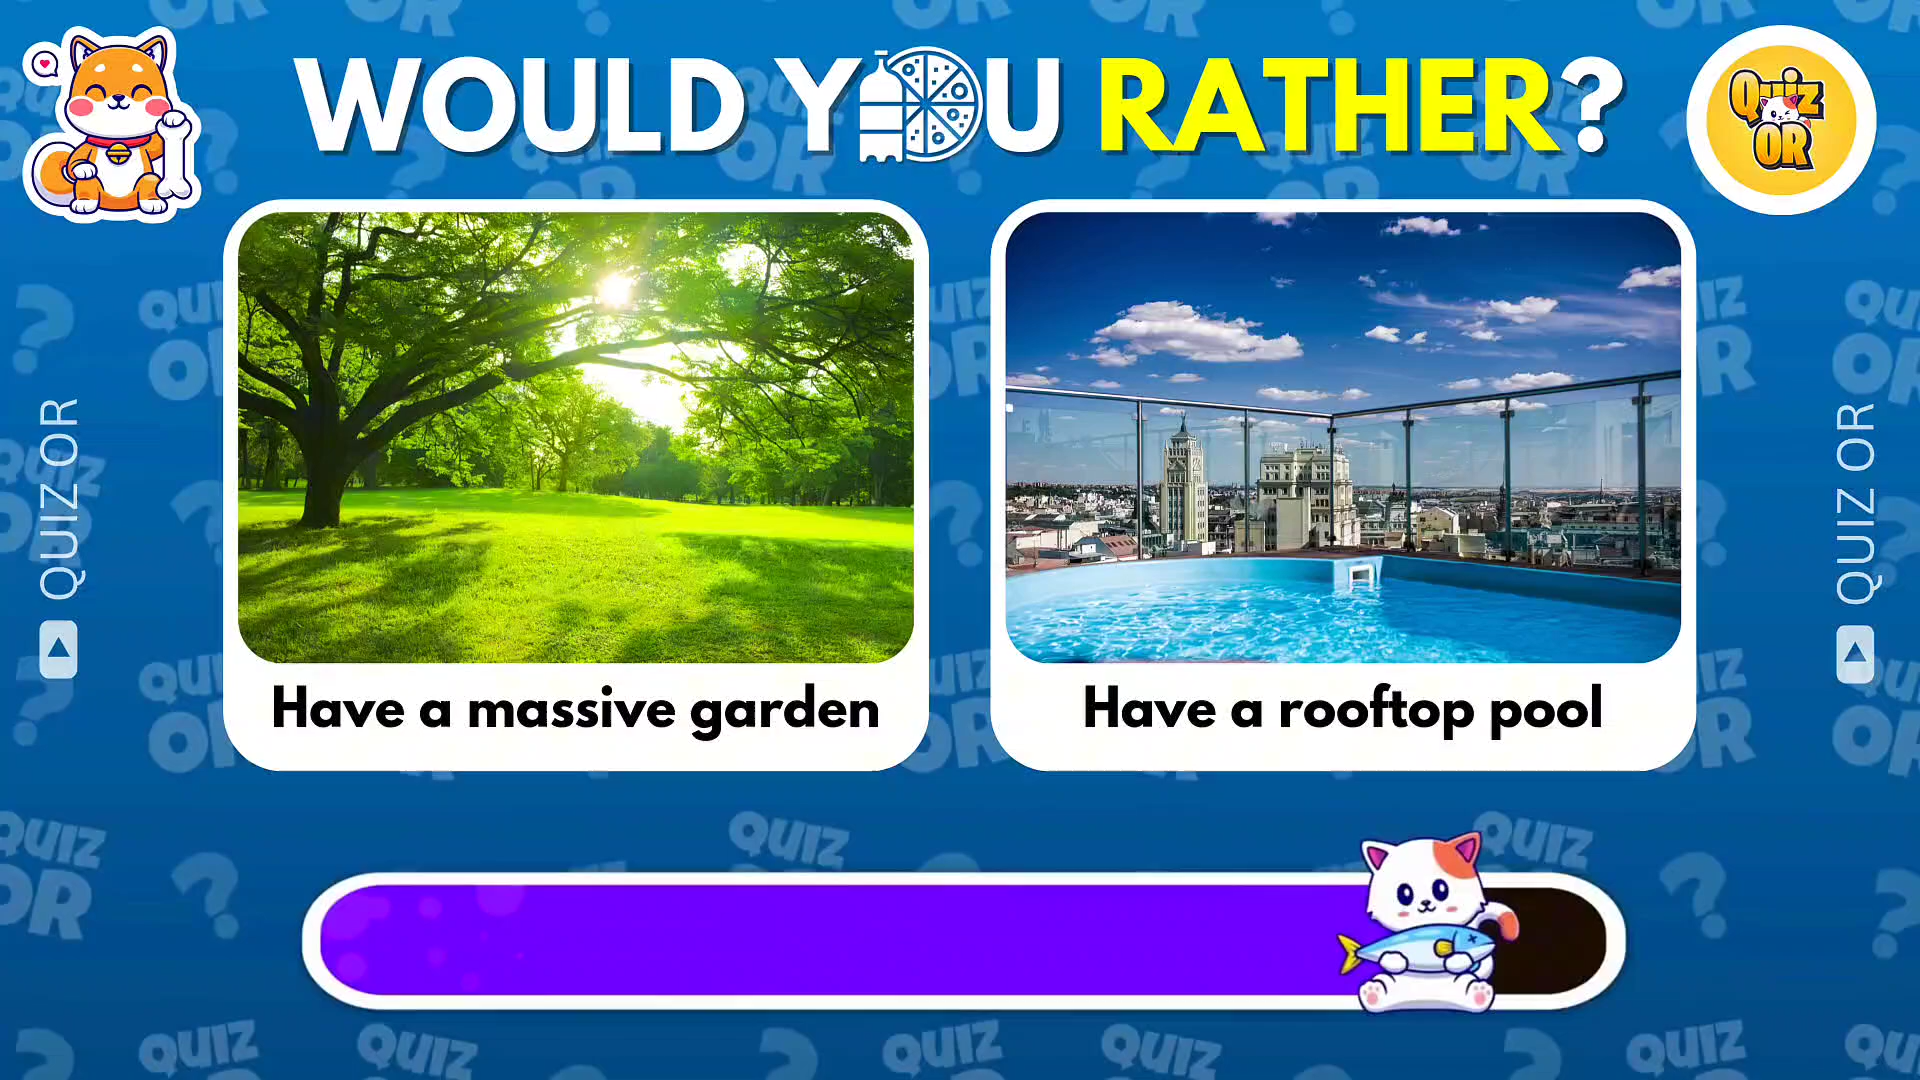 WOULD YOU RATHER?
QUIZ OR
Have a massive garden
Have a rooftop pool
QUIZ OR
QUIZ OR